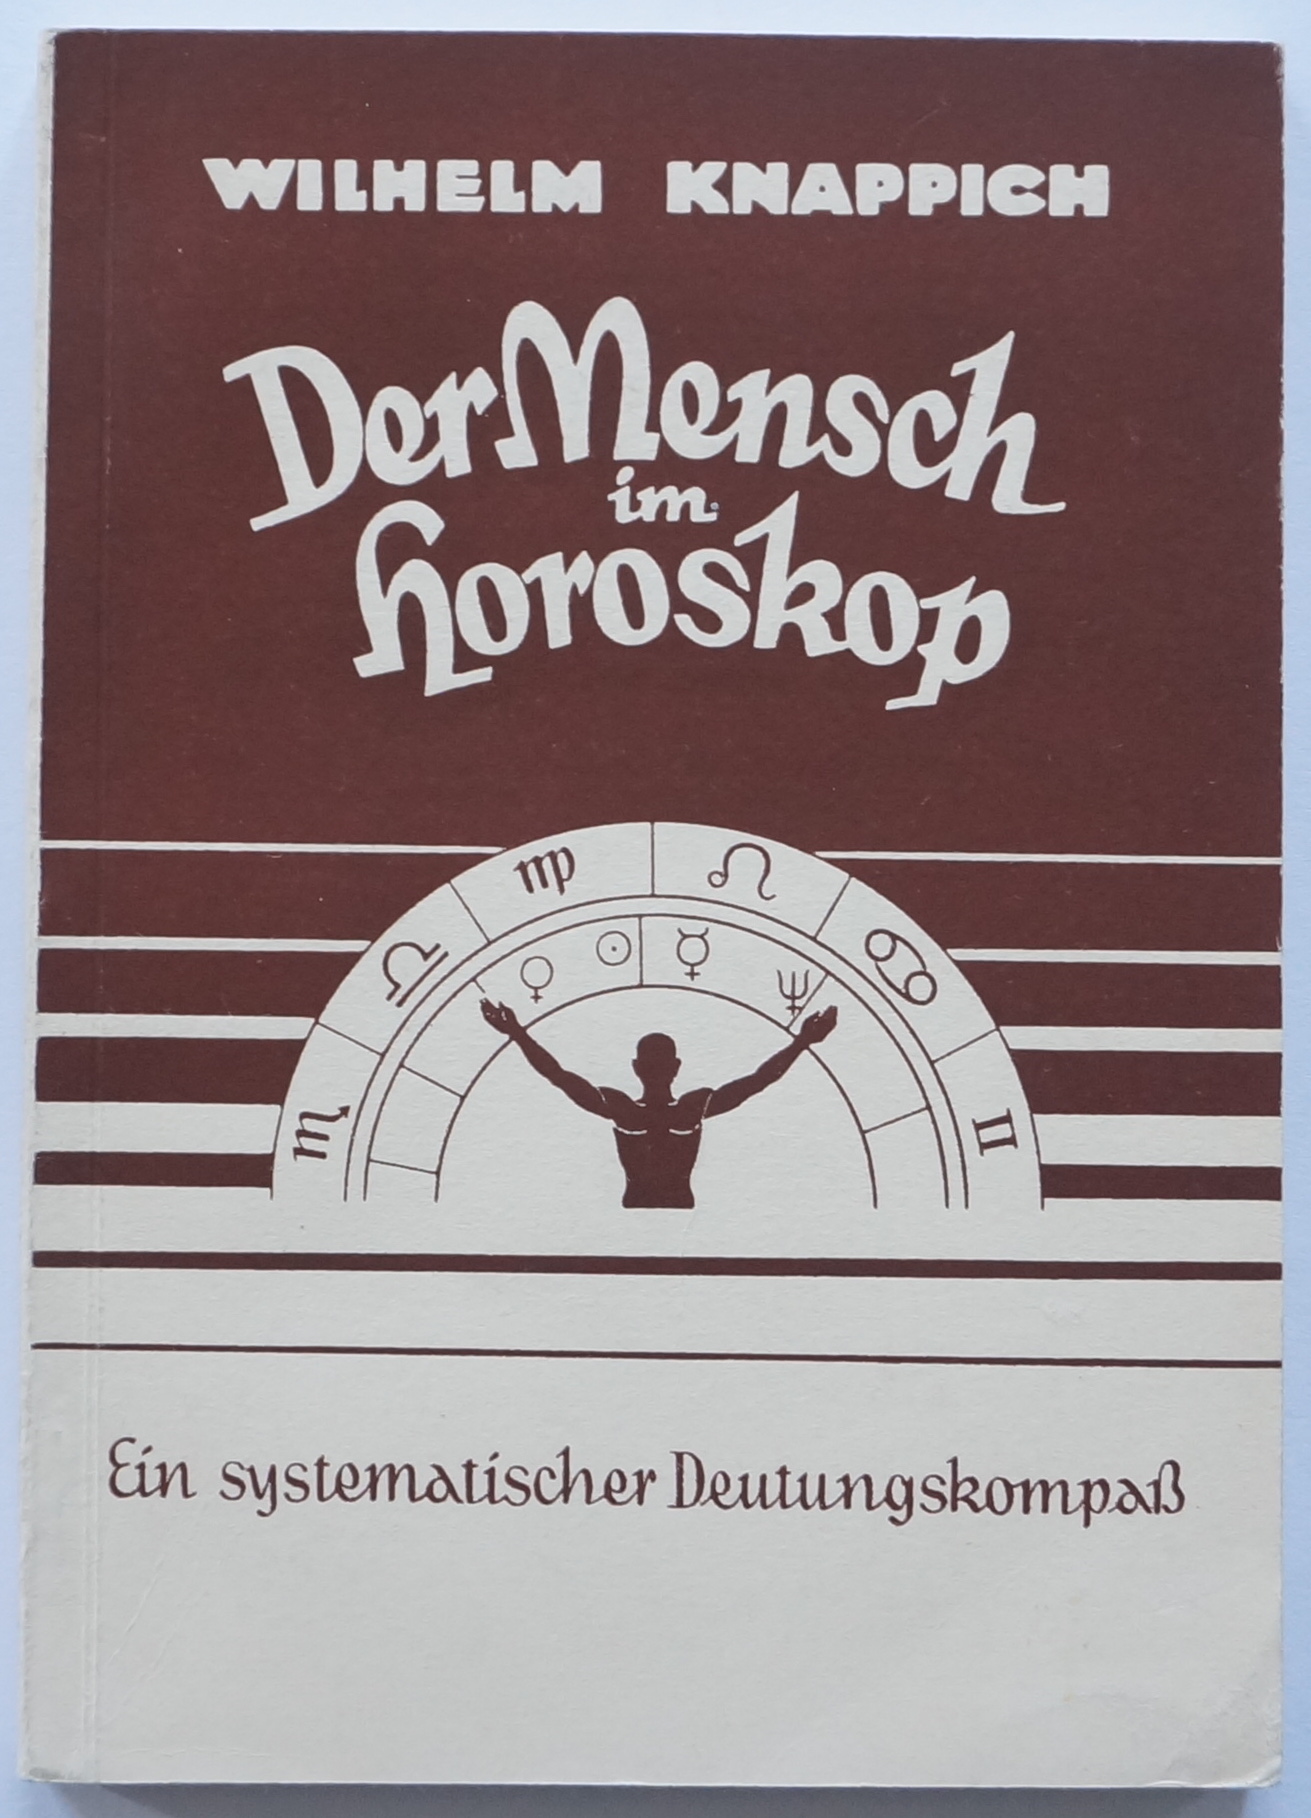 WILHELM KNAPPICH
Der Mensch
im
Horoskop
♍ ♌
♎ ♋
♀ ☉ ☿ ♆
♏ ♊
Ein systematischer Deutungskompaß